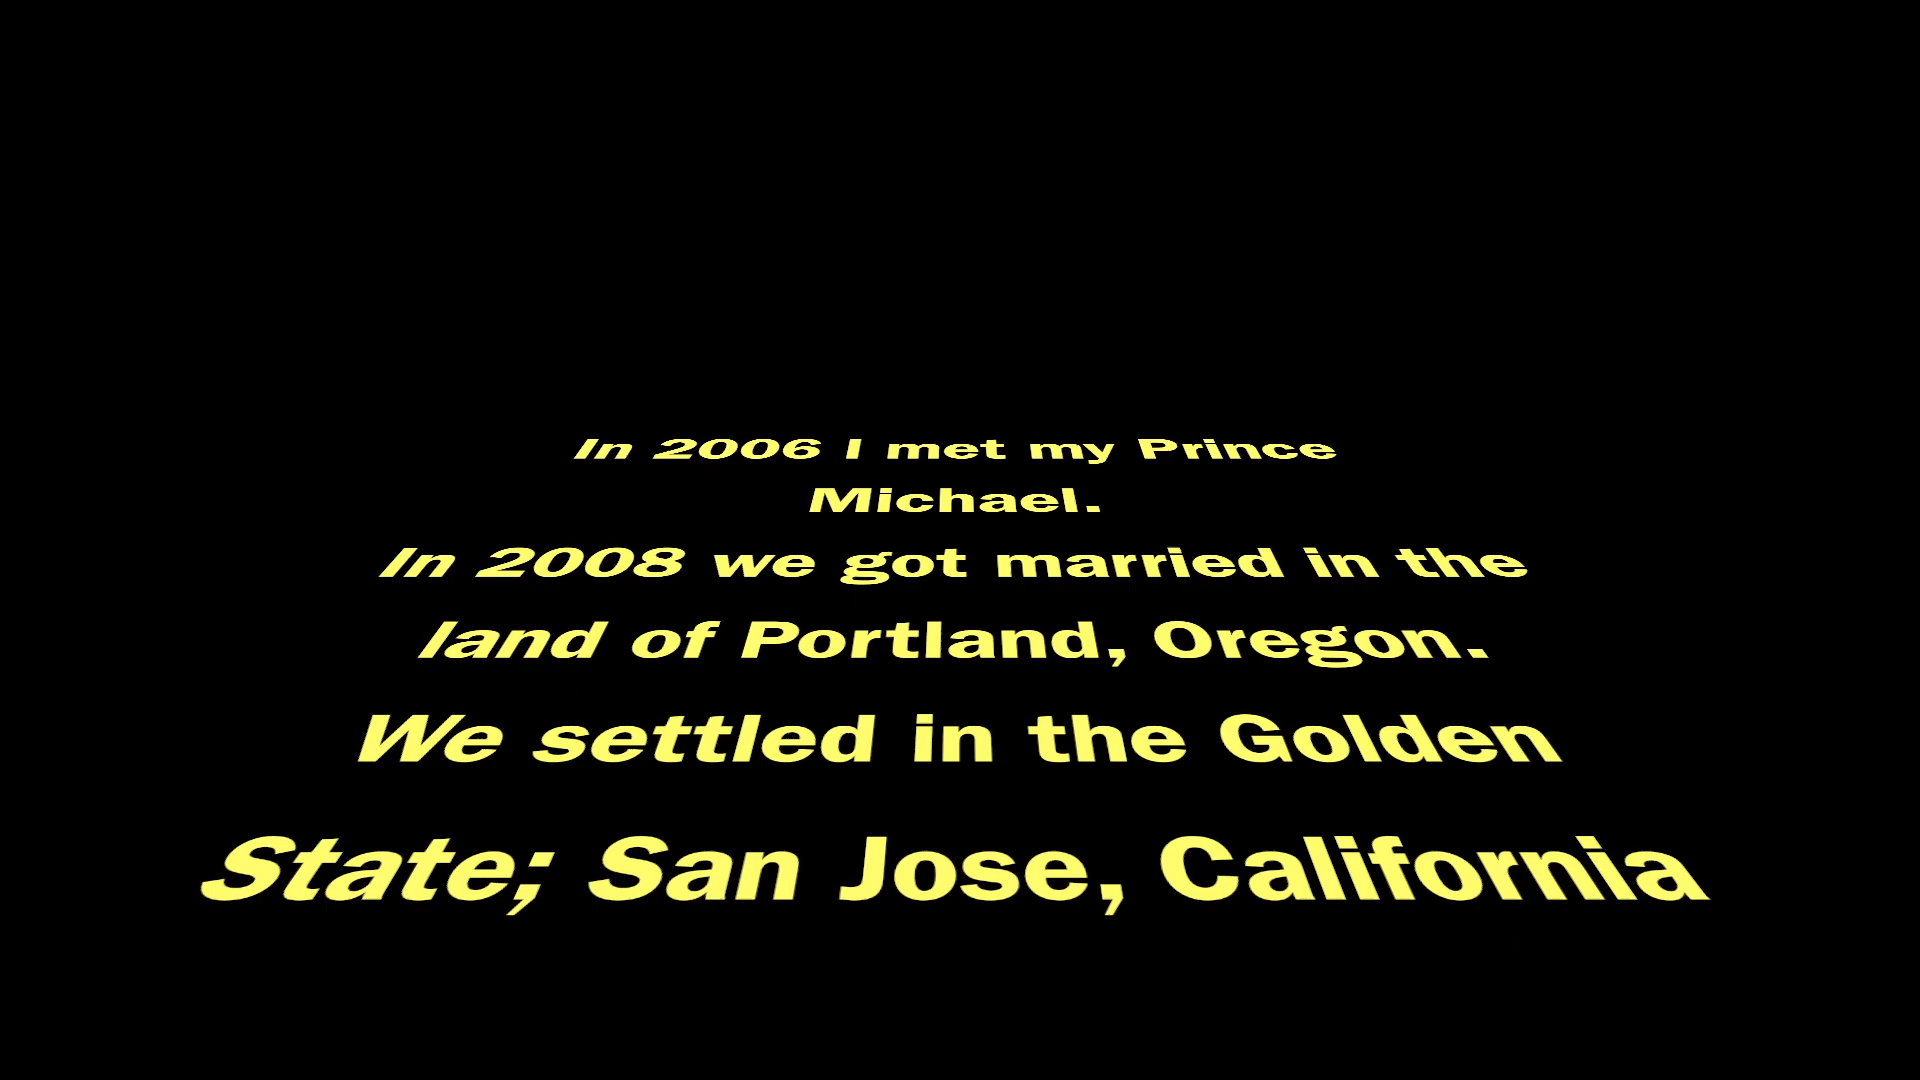 In 2006 I met my Prince
Michael.
In 2008 we got married in the
land of Portland, Oregon.
We settled in the Golden
State; San Jose, California